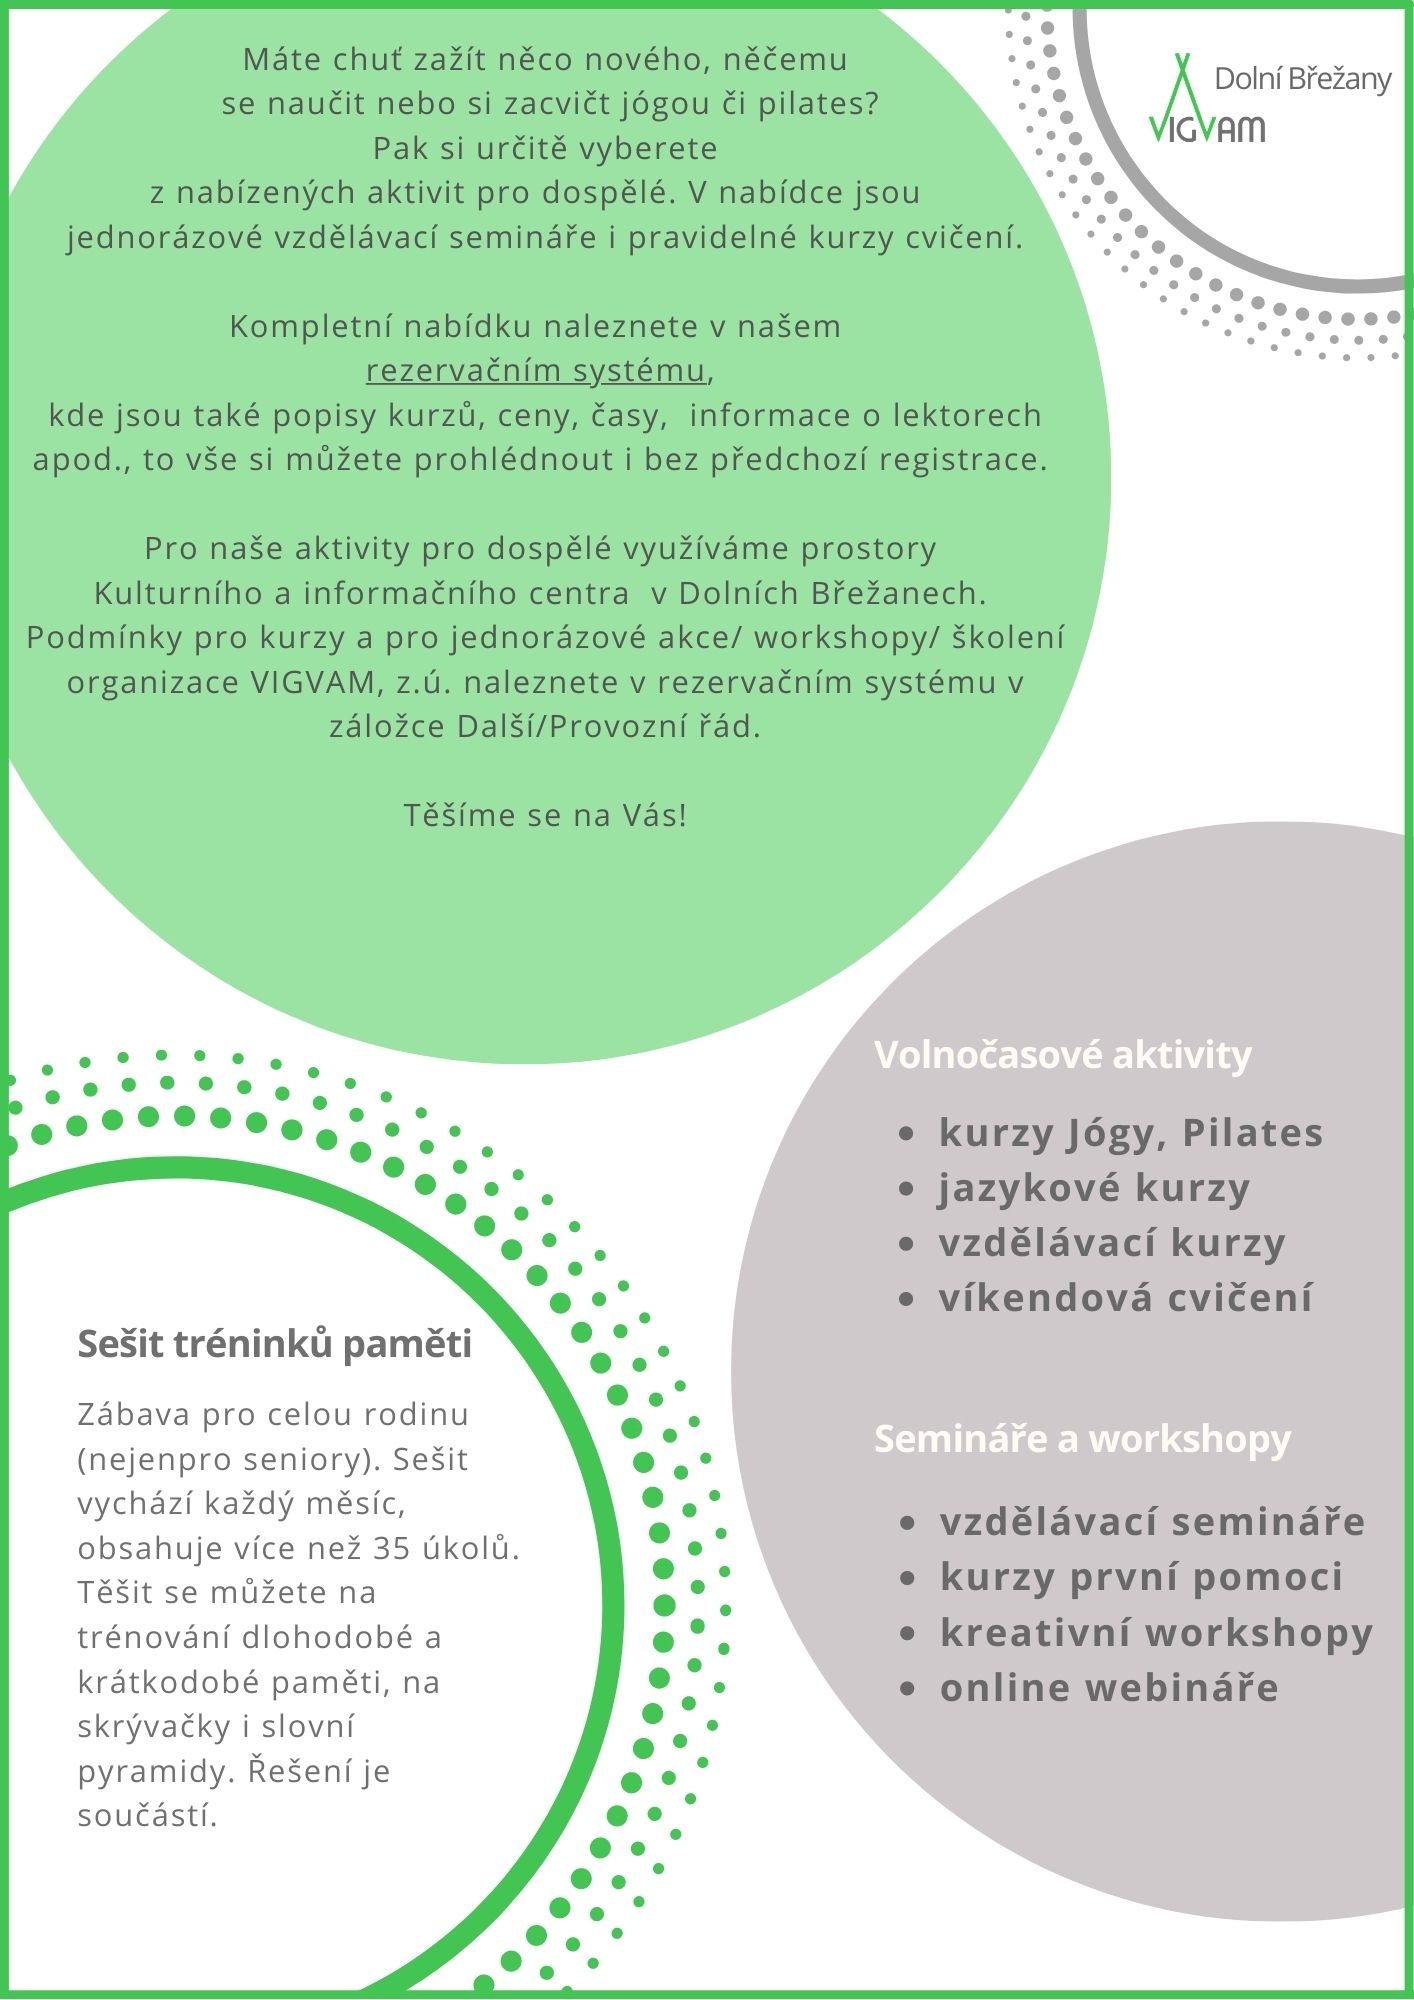 Máte chuť zažít něco nového, něčemu
se naučit nebo si zacvičt jógou či pilates?
Pak si určitě vyberete
z nabízených aktivit pro dospělé. V nabídce jsou
jednorázové vzdělávací semináře i pravidelné kurzy cvičení.
Kompletní nabídku naleznete v našem
rezervačním systému,
kde jsou také popisy kurzů, ceny, časy,  informace o lektorech
apod., to vše si můžete prohlédnout i bez předchozí registrace.
Pro naše aktivity pro dospělé využíváme prostory
Kulturního a informačního centra  v Dolních Břežanech.
Podmínky pro kurzy a pro jednorázové akce/ workshopy/ školení
organizace VIGVAM, z.ú. naleznete v rezervačním systému v
záložce Další/Provozní řád.
Těšíme se na Vás!
Dolní Břežany
VIGVAM
Volnočasové aktivity
• kurzy Jógy, Pilates
• jazykové kurzy
• vzdělávací kurzy
• víkendová cvičení
Semináře a workshopy
• vzdělávací semináře
• kurzy první pomoci
• kreativní workshopy
• online webináře
Sešit tréninků paměti
Zábava pro celou rodinu
(nejenpro seniory). Sešit
vychází každý měsíc,
obsahuje více než 35 úkolů.
Těšit se můžete na
trénování dlohodobé a
krátkodobé paměti, na
skrývačky i slovní
pyramidy. Řešení je
součástí.